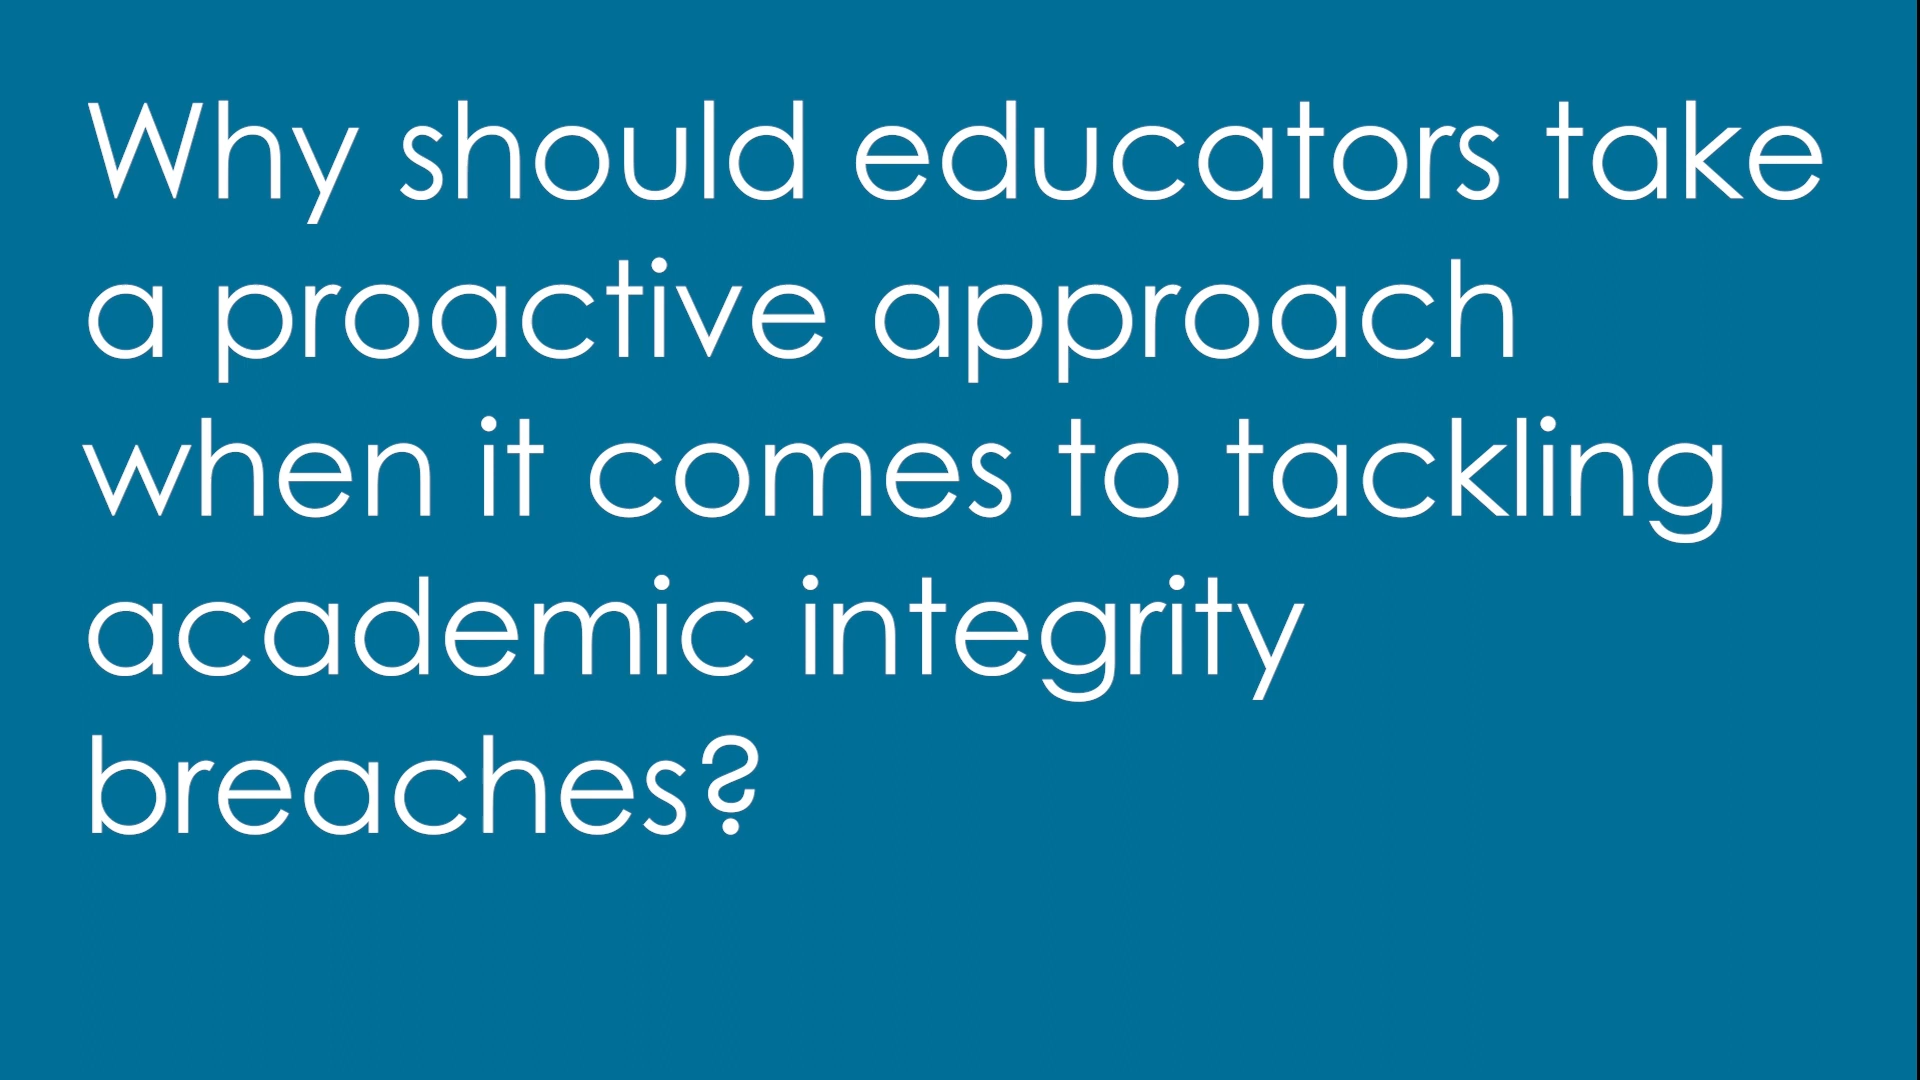 Why should educators take
a proactive approach
when it comes to tackling
academic integrity
breaches?